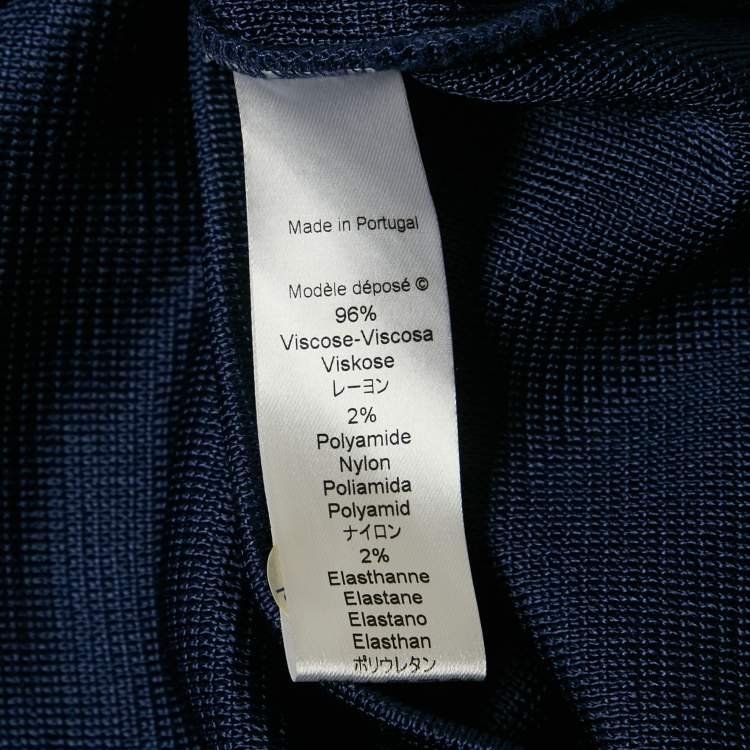 Made in Portugal
Modèle déposé ©
96%
Viscose-Viscosa
Viskose
レーヨン
2%
Polyamide
Nylon
Poliamida
Polyamid
ナイロン
2%
Elasthanne
Elastane
Elastano
Elasthan
ポリウレタン